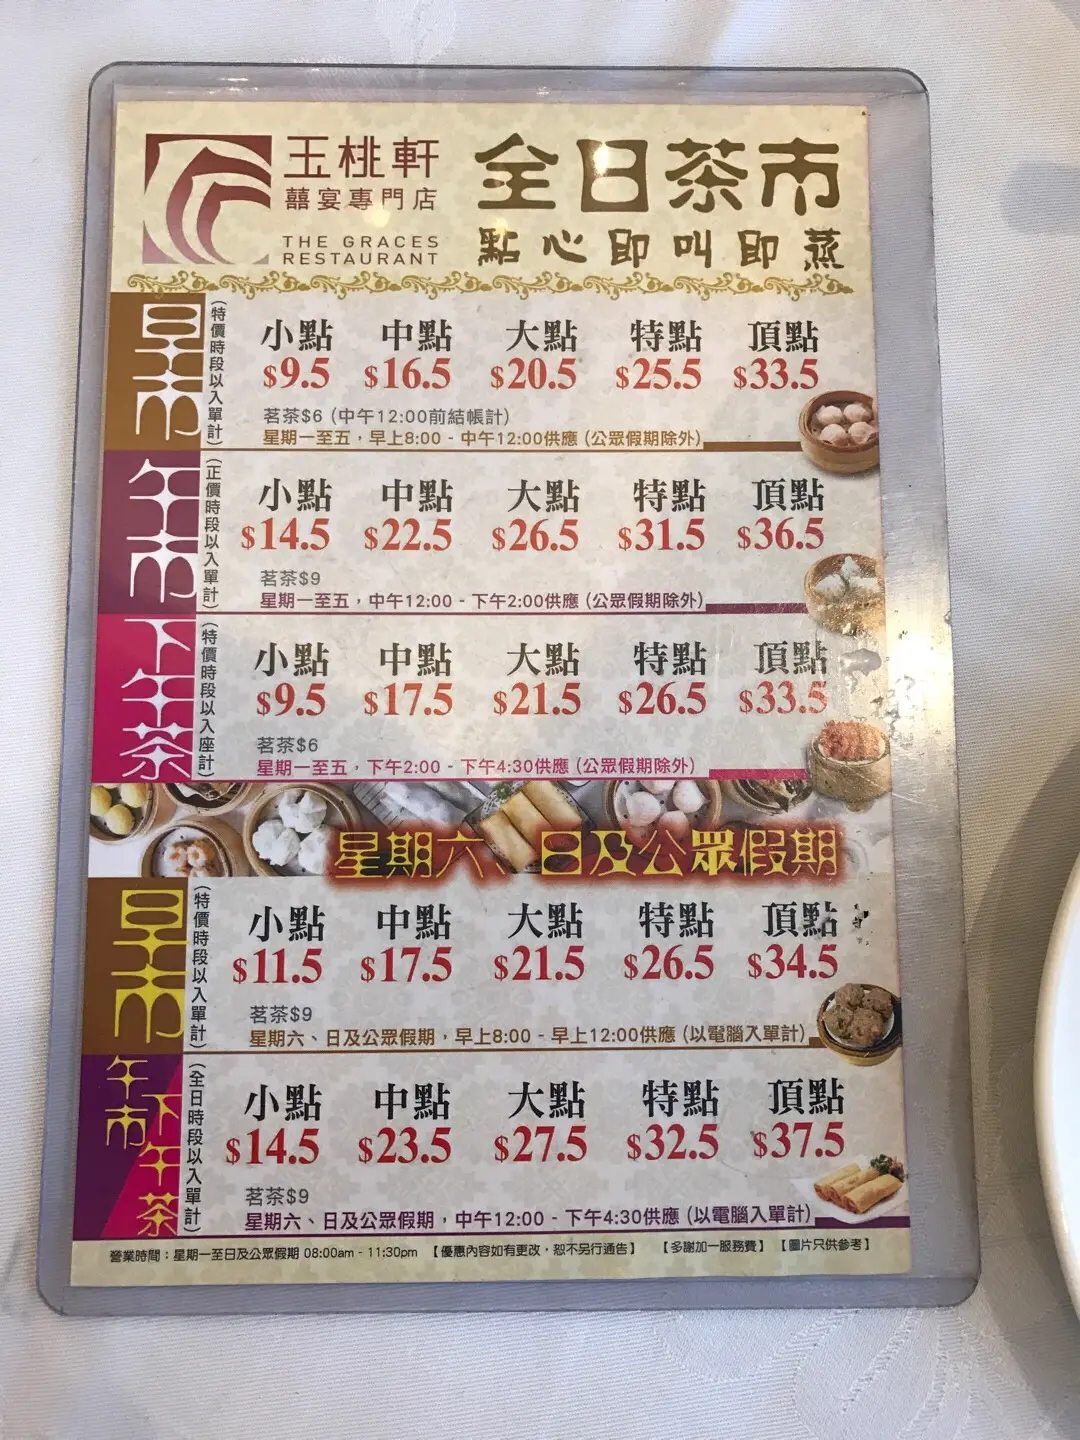 玉桃軒
囍宴專門店
THE GRACES
RESTAURANT
全日茶市
點心即叫即蒸
早市
(特價時段以入單計)
小點 中點 大點 特點 頂點
$9.5 $16.5 $20.5 $25.5 $33.5
茗茶$6 (中午12:00前結帳計)
星期一至五，早上8:00 - 中午12:00供應 (公眾假期除外)
午市
(正價時段以入單計)
小點 中點 大點 特點 頂點
$14.5 $22.5 $26.5 $31.5 $36.5
茗茶$9
星期一至五，中午12:00 - 下午2:00供應 (公眾假期除外)
下午茶
(特價時段以入座計)
小點 中點 大點 特點 頂點
$9.5 $17.5 $21.5 $26.5 $33.5
茗茶$6
星期一至五，下午2:00 - 下午4:30供應 (公眾假期除外)
星期六、日及公眾假期
早市
(特價時段以入單計)
小點 中點 大點 特點 頂點
$11.5 $17.5 $21.5 $26.5 $34.5
茗茶$9
星期六、日及公眾假期，早上8:00 - 早上12:00供應 (以電腦入單計)
午市
下午茶
(全日時段以入單計)
小點 中點 大點 特點 頂點
$14.5 $23.5 $27.5 $32.5 $37.5
茗茶$9
星期六、日及公眾假期，中午12:00 - 下午4:30供應 (以電腦入單計)
營業時間：星期一至日及公眾假期 08:00am - 11:30pm 【優惠內容如有更改，恕不另行通告】 【多謝加一服務費】 【圖片只供參考】